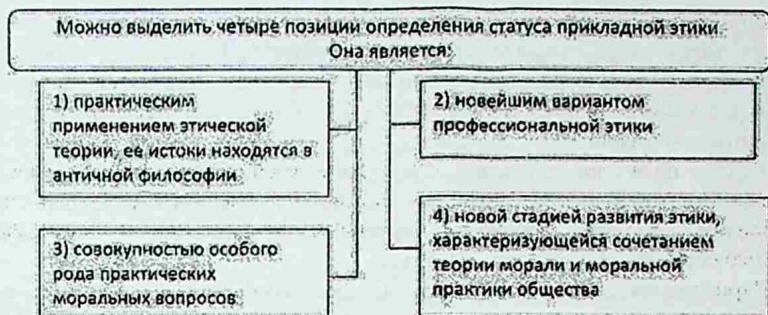 Можно выделить четыре позиции определения статуса прикладной этики.
Она является:
1) практическим
применением этической
теории, ее истоки находятся в
античной философии
2) новейшим вариантом
профессиональной этики
3) совокупностью особого
рода практических
моральных вопросов
4) новой стадией развития этики,
характеризующейся сочетанием
теории морали и моральной
практики общества